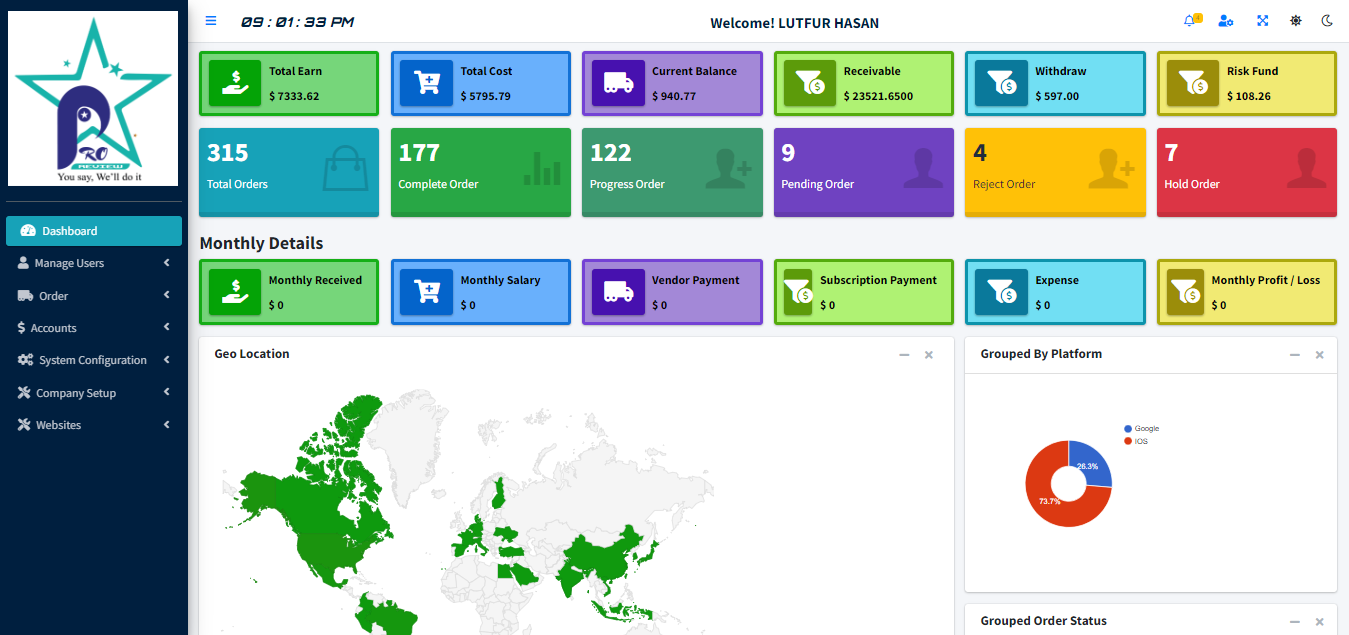 09 : 01 : 33 PM
Welcome! LUTFUR HASAN
PRO
REVIEW
You say, We'll do it
Dashboard
Manage Users
Order
Accounts
System Configuration
Company Setup
Websites
Total Earn
$ 7333.62
Total Cost
$ 5795.79
Current Balance
$ 940.77
Receivable
$ 23521.6500
Withdraw
$ 597.00
Risk Fund
$ 108.26
315
Total Orders
177
Complete Order
122
Progress Order
9
Pending Order
4
Reject Order
7
Hold Order
Monthly Details
Monthly Received
$ 0
Monthly Salary
$ 0
Vendor Payment
$ 0
Subscription Payment
$ 0
Expense
$ 0
Monthly Profit / Loss
$ 0
Geo Location
Grouped By Platform
Google
IOS
26.3%
73.7%
Grouped Order Status